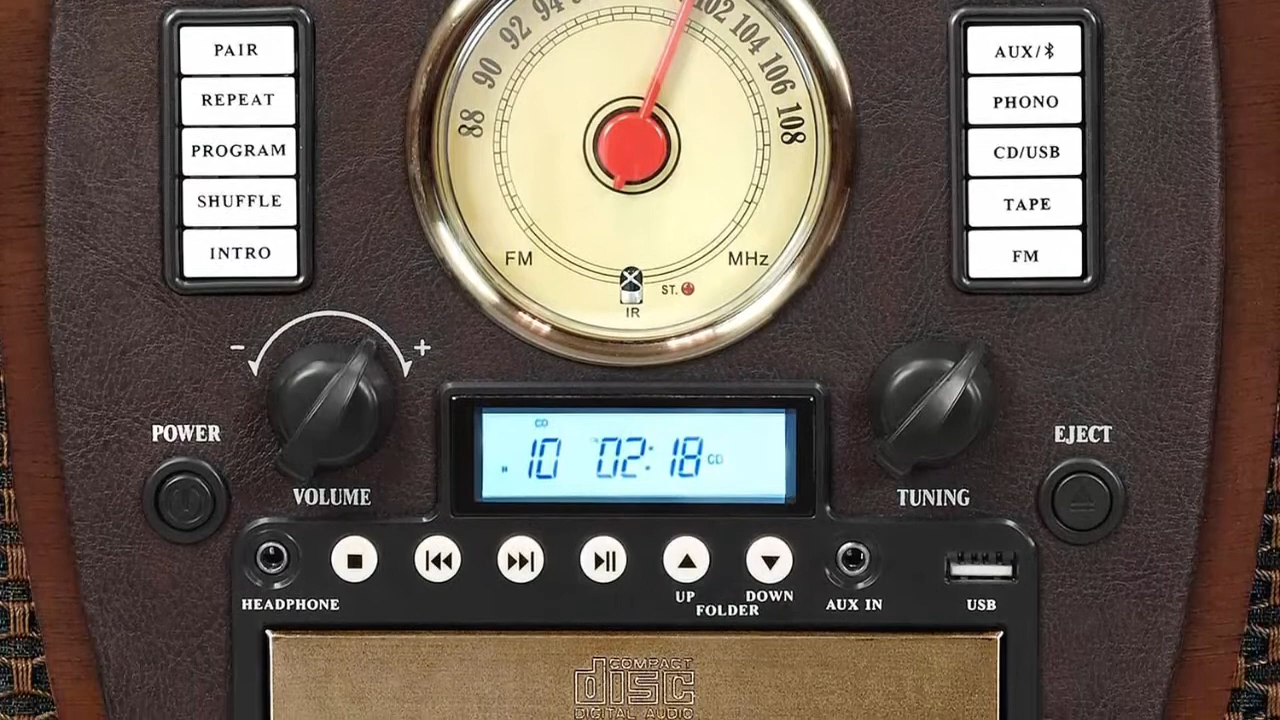 PAIR
REPEAT
PROGRAM
SHUFFLE
INTRO
88
90
92
94
102
104
106
108
FM
MHz
ST.
IR
AUX/
PHONO
CD/USB
TAPE
FM
- +
VOLUME
POWER
CD
10 02:18 CD
TUNING
EJECT
HEADPHONE
UP
DOWN
FOLDER
AUX IN
USB
COMPACT
disc
DIGITAL AUDIO